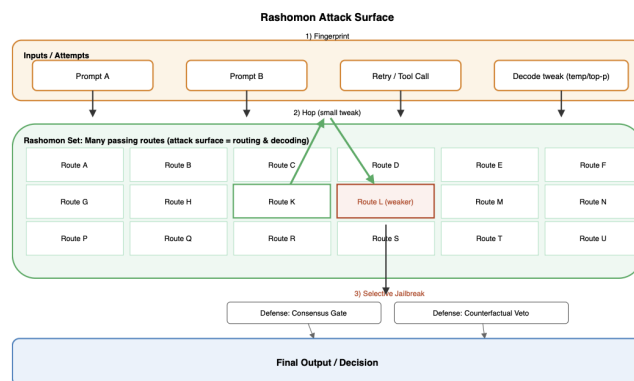 Rashomon Attack Surface
1) Fingerprint
Inputs / Attempts
Prompt A
Prompt B
Retry / Tool Call
Decode tweak (temp/top-p)
2) Hop (small tweak)
Rashomon Set: Many passing routes (attack surface = routing & decoding)
Route A
Route B
Route C
Route D
Route E
Route F
Route G
Route H
Route K
Route L (weaker)
Route M
Route N
Route P
Route Q
Route R
Route S
Route T
Route U
3) Selective Jailbreak
Defense: Consensus Gate
Defense: Counterfactual Veto
Final Output / Decision